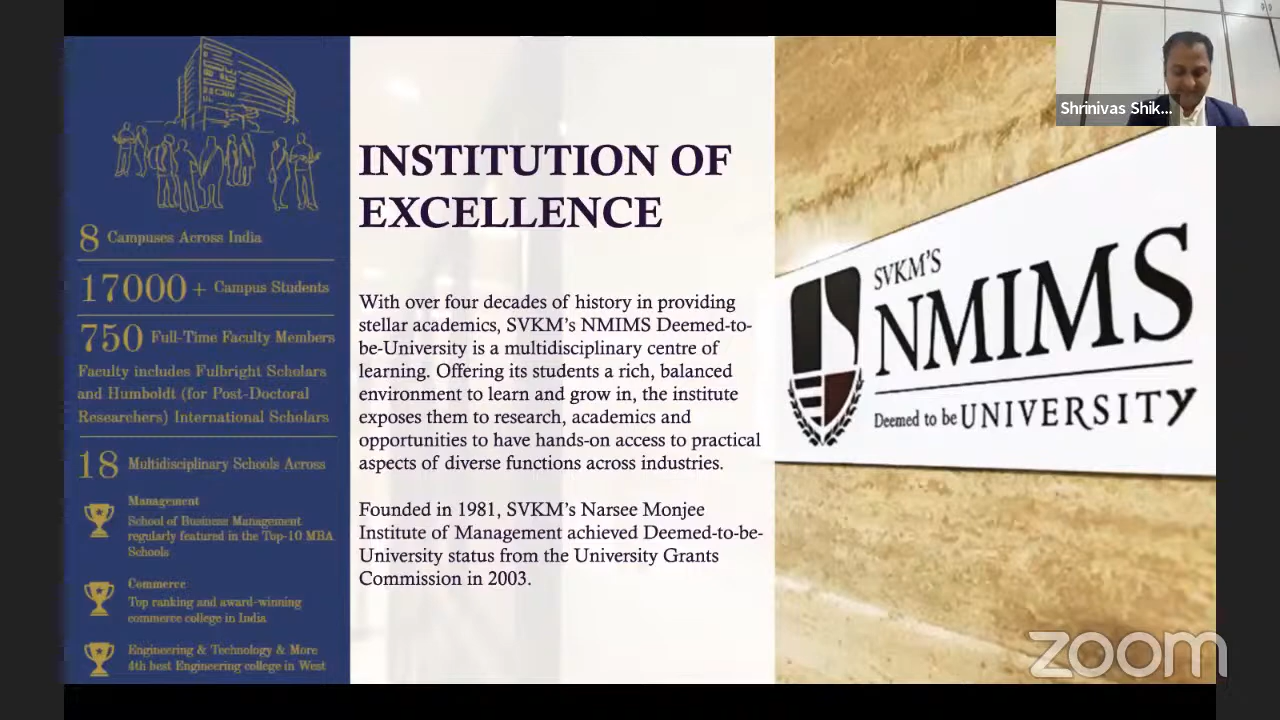 Shrinivas Shik...
8 Campuses Across India
17000+ Campus Students
750 Full-Time Faculty Members
Faculty includes Fulbright Scholars
and Humboldt (for Post-Doctoral
Researchers) International Scholars
18 Multidisciplinary Schools Across
Management
School of Business Management
regularly featured in the Top-10 MBA
Schools
Commerce
Top ranking and award-winning
commerce college in India
Engineering & Technology & More
4th best Engineering college in West
INSTITUTION OF
EXCELLENCE
With over four decades of history in providing
stellar academics, SVKM's NMIMS Deemed-to-
be-University is a multidisciplinary centre of
learning. Offering its students a rich, balanced
environment to learn and grow in, the institute
exposes them to research, academics and
opportunities to have hands-on access to practical
aspects of diverse functions across industries.
Founded in 1981, SVKM's Narsee Monjee
Institute of Management achieved Deemed-to-be-
University status from the University Grants
Commission in 2003.
SVKM'S
NMIMS
Deemed to be UNIVERSITY
zoom